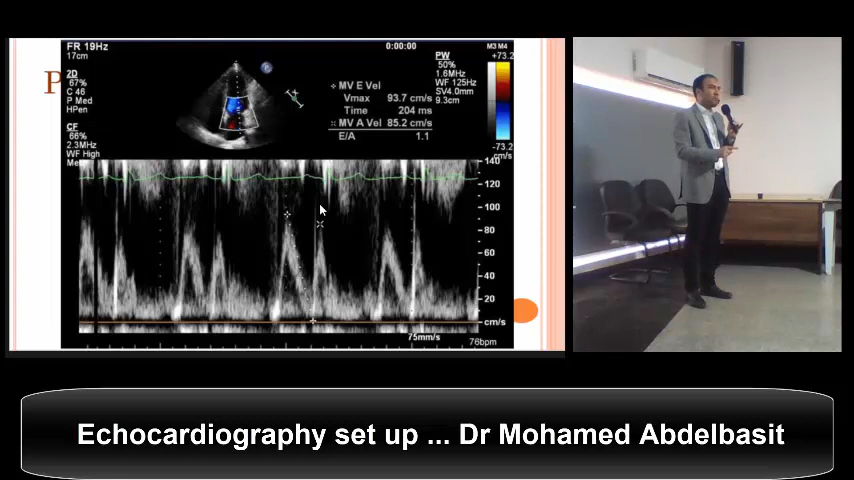 P
FR 19Hz
17cm
2D
67%
C 46
P Med
HPen
CF
66%
2.3MHz
WF High
Med
0:00:00
MV E Vel
Vmax 93.7 cm/s
Time 204 ms
MV A Vel 85.2 cm/s
E/A 1.1
PW
50%
1.6MHz
WF 125Hz
SV4.0mm
9.3cm
M3 M4
+73.2
-73.2
cm/s
140
120
100
80
60
40
20
cm/s
75mm/s
76bpm
Echocardiography set up ... Dr Mohamed Abdelbasit